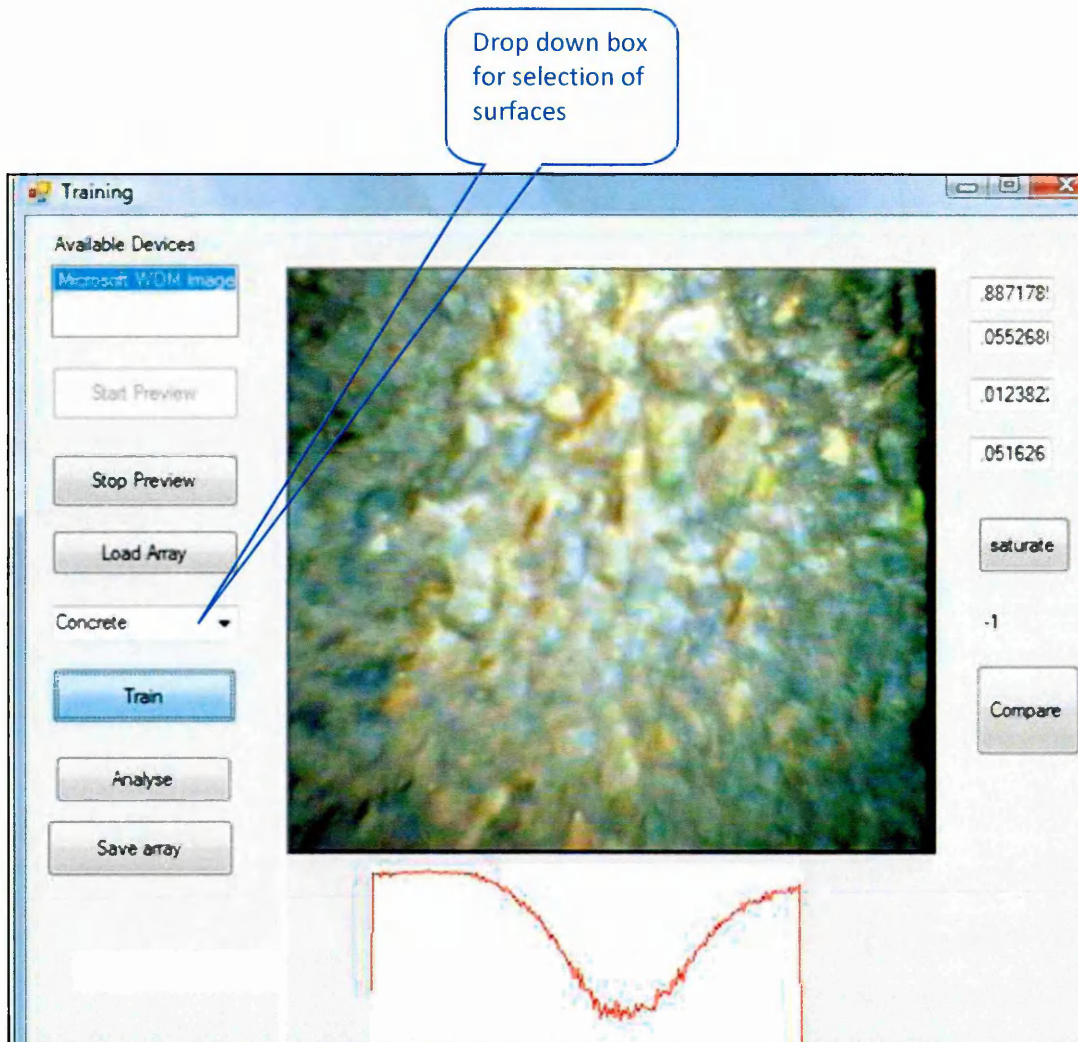 Drop down box
for selection of
surfaces
Training
Available Devices
Microsoft WDM Image
Start Preview
Stop Preview
Load Array
Concrete
Train
Analyse
Save array
.887178
.055268
.012382
.051626
saturate
-1
Compare